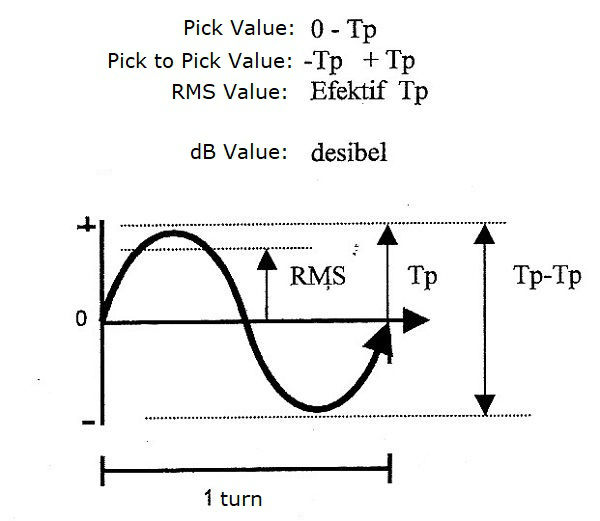 Pick Value: 0 - Tp
Pick to Pick Value: -Tp + Tp
RMS Value: Efektif Tp
dB Value: desibel
+
RMS Tp Tp-Tp
0
-
1 turn